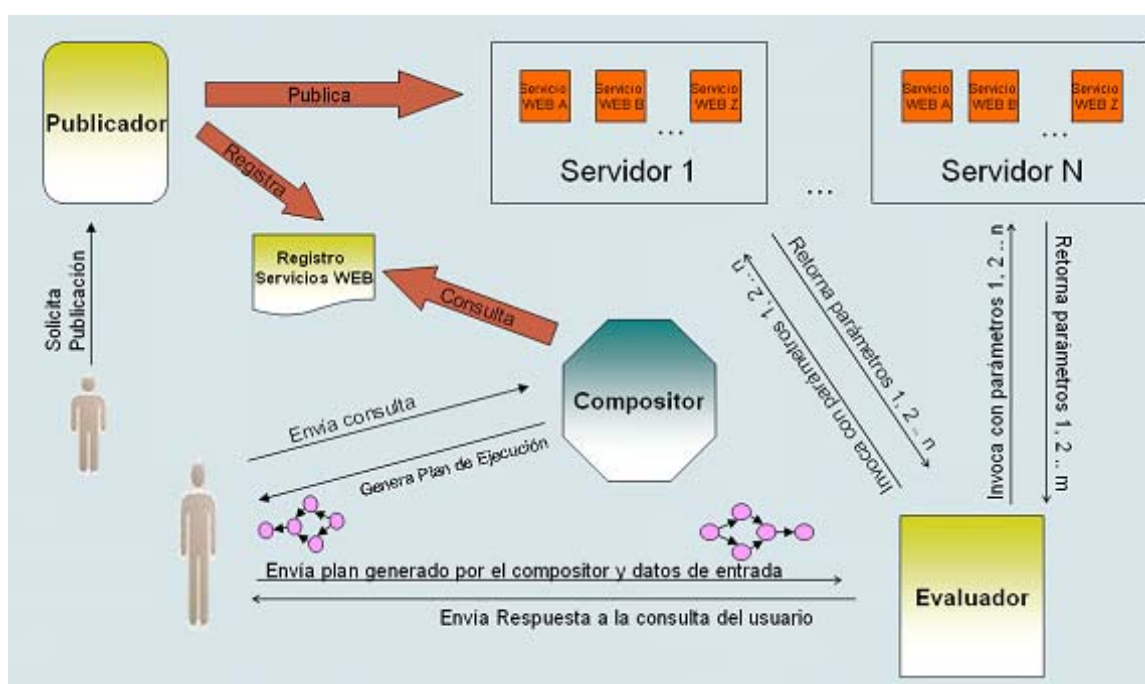 Publicador
Publica
Registra
Servicio
WEB A
Servicio
WEB B
Servicio
WEB Z
...
Servidor 1
...
Servicio
WEB A
Servicio
WEB B
Servicio
WEB Z
...
Servidor N
Registro
Servicios WEB
Consulta
Solicita
Publicación
Compositor
Envía consulta
Genera Plan de Ejecución
Retorna parámetros 1, 2 .. n
Invoca con parámetros 1, 2 .. n
Invoca con parámetros 1, 2 .. n
Retorna parámetros 1, 2 .. m
Envía plan generado por el compositor y datos de entrada
Envía Respuesta a la consulta del usuario
Evaluador